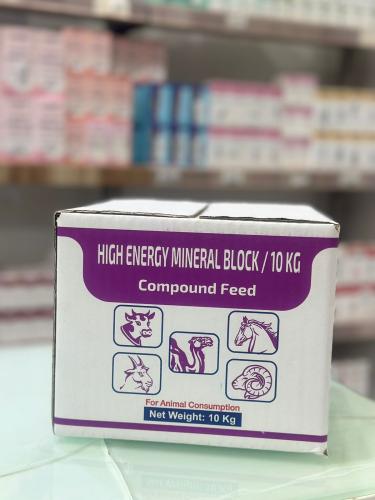 HIGH ENERGY MINERAL BLOCK / 10 KG
Compound Feed
For Animal Consumption
Net Weight: 10 Kg